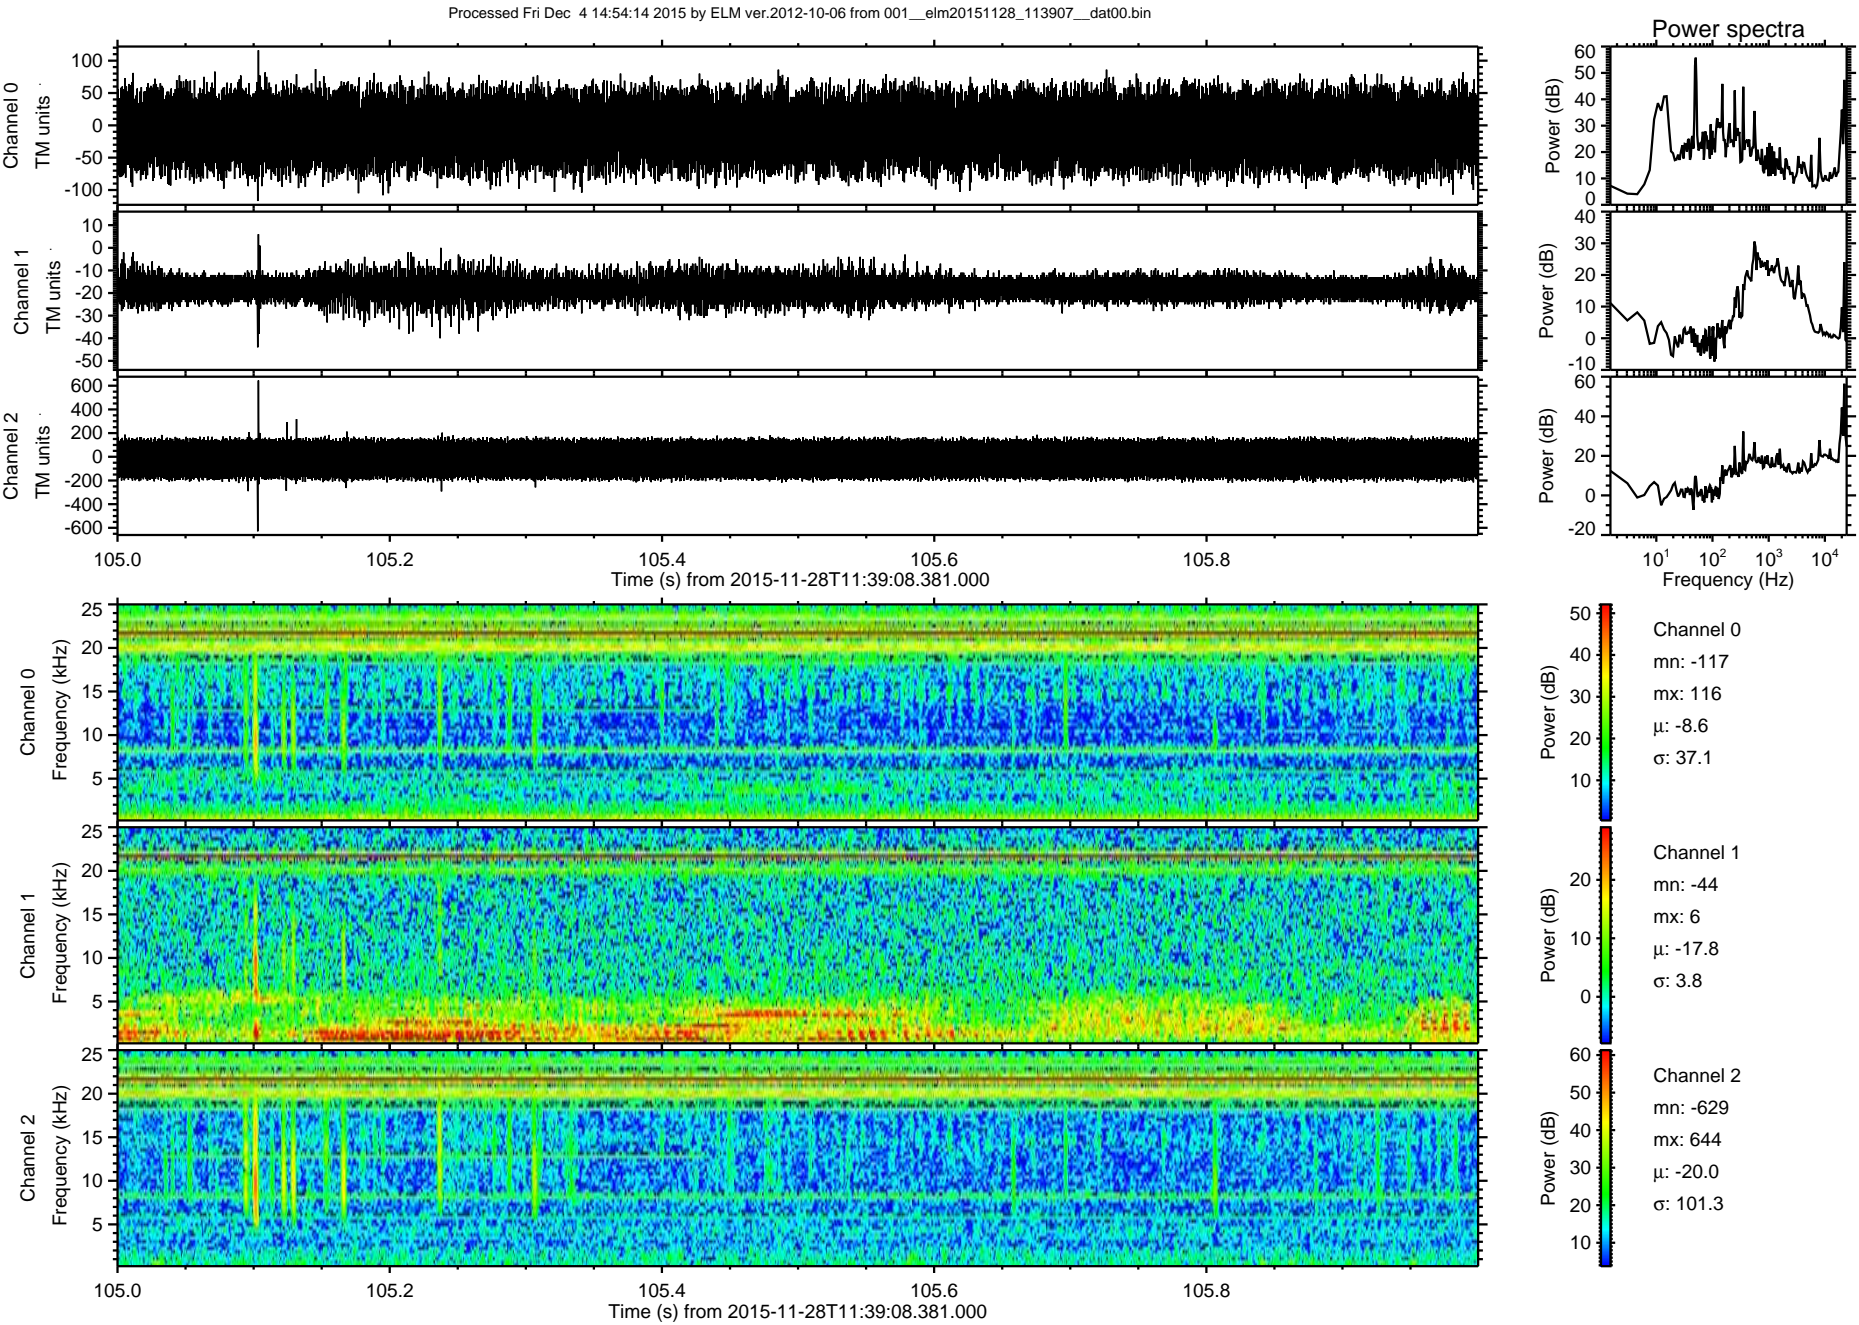 Processed Fri Dec  4 14:54:14 2015 by ELM ver.2012-10-06 from 001__elm20151128_113907__dat00.bin
Power spectra
Channel 0
TM units
100
50
0
-50
-100
Power (dB)
60
50
40
30
20
10
0
Channel 1
TM units
10
0
-10
-20
-30
-40
-50
Power (dB)
40
30
20
10
0
-10
Channel 2
TM units
600
400
200
0
-200
-400
-600
Power (dB)
60
40
20
0
-20
105.0 105.2 105.4 105.6 105.8
Time (s) from 2015-11-28T11:39:08.381.000
10¹ 10² 10³ 10⁴
Frequency (Hz)
Channel 0
Frequency (kHz)
25
20
15
10
5
Power (dB)
50
40
30
20
10
Channel 0
mn: -117
mx: 116
μ: -8.6
σ: 37.1
Channel 1
Frequency (kHz)
25
20
15
10
5
Power (dB)
20
10
0
Channel 1
mn: -44
mx: 6
μ: -17.8
σ: 3.8
Channel 2
Frequency (kHz)
25
20
15
10
5
Power (dB)
60
50
40
30
20
10
Channel 2
mn: -629
mx: 644
μ: -20.0
σ: 101.3
105.0 105.2 105.4 105.6 105.8
Time (s) from 2015-11-28T11:39:08.381.000